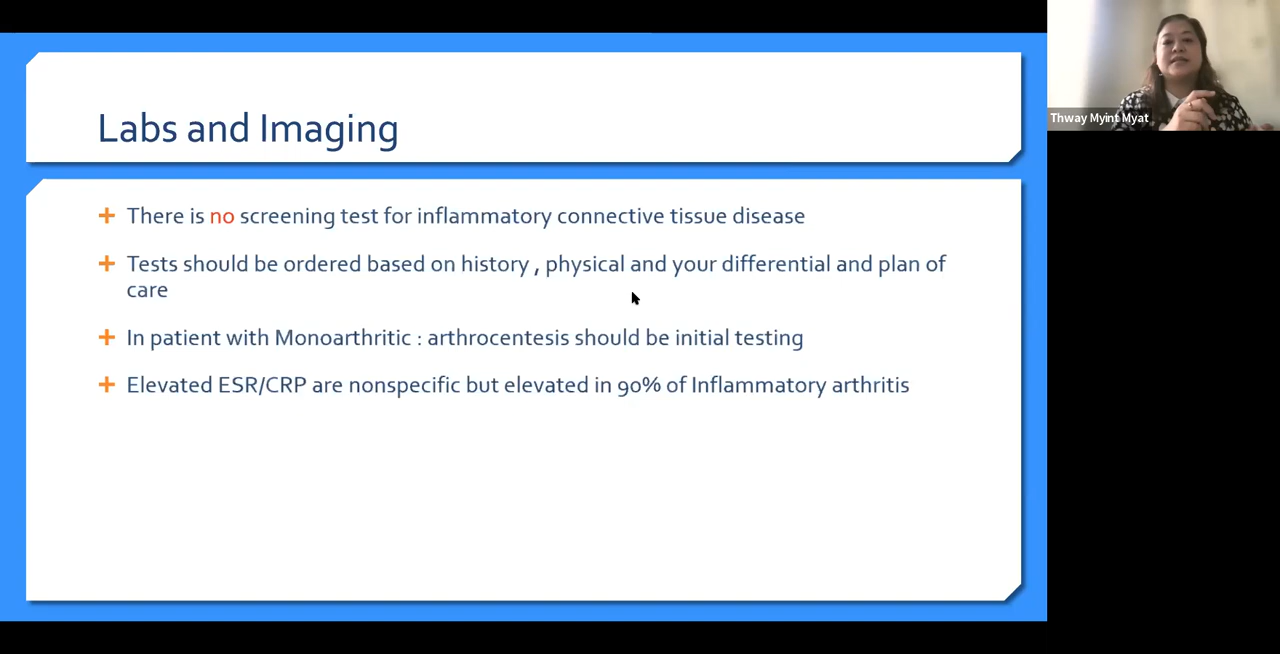 Labs and Imaging
Thway Myint Myat
There is no screening test for inflammatory connective tissue disease
Tests should be ordered based on history , physical and your differential and plan of
care
In patient with Monoarthritic : arthrocentesis should be initial testing
Elevated ESR/CRP are nonspecific but elevated in 90% of Inflammatory arthritis